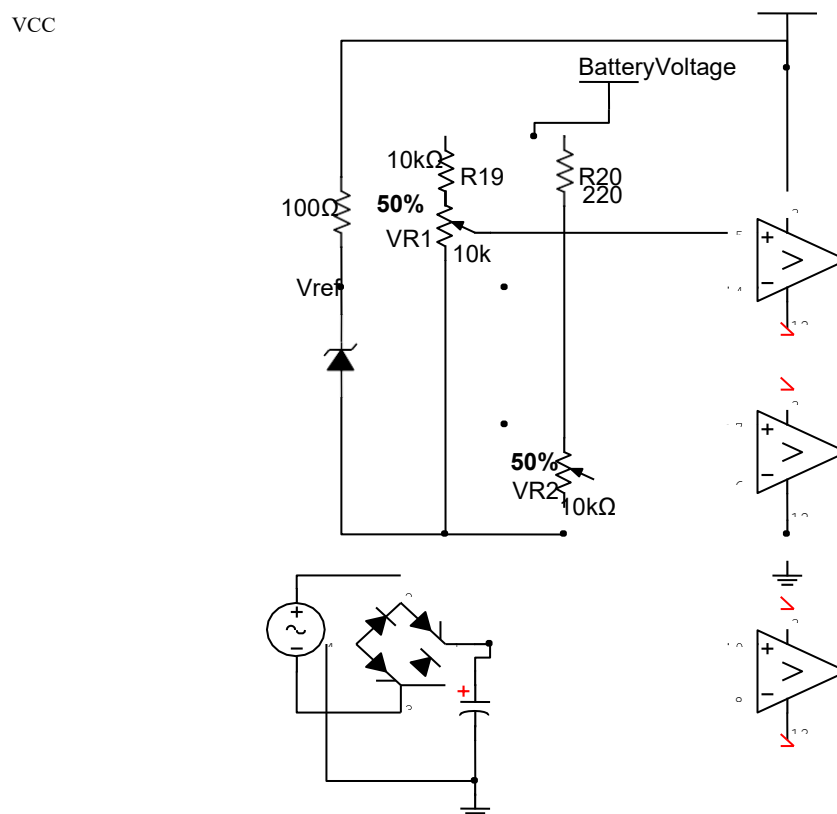 VCC
BatteryVoltage
10kΩ
R19
R20
220
50%
100Ω
VR1
10k
Vref
50%
VR2
10kΩ